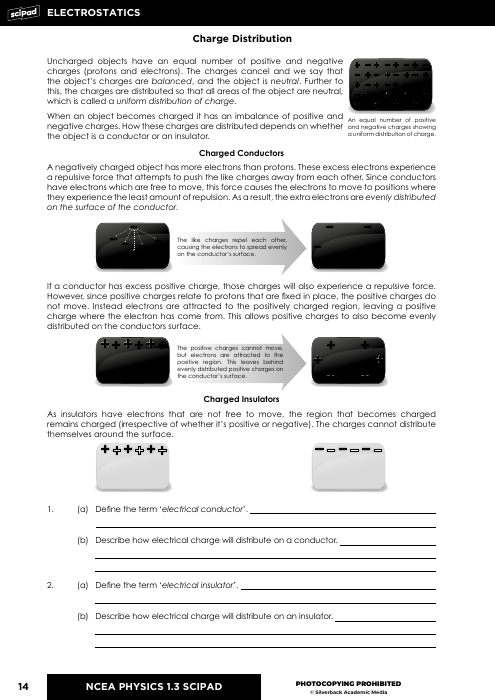 scipad ELECTROSTATICS
Charge Distribution
Uncharged objects have an equal number of positive and negative
charges (protons and electrons). The charges cancel and we say that
the object's charges are balanced, and the object is neutral. Further to
this, the charges are distributed so that all areas of the object are neutral,
which is called a uniform distribution of charge.
When an object becomes charged it has an imbalance of positive and
negative charges. How these charges are distributed depends on whether
the object is a conductor or an insulator.
An equal number of positive
and negative charges showing
a uniform distribution of charge.
Charged Conductors
A negatively charged object has more electrons than protons. These excess electrons experience
a repulsive force that attempts to push the like charges away from each other. Since conductors
have electrons which are free to move, this force causes the electrons to move to positions where
they experience the least amount of repulsion. As a result, the extra electrons are evenly distributed
on the surface of the conductor.
The like charges repel each other,
causing the electrons to spread evenly
on the conductor's surface.
If a conductor has excess positive charge, those charges will also experience a repulsive force.
However, since positive charges relate to protons that are fixed in place, the positive charges do
not move. Instead electrons are attracted to the positively charged region, leaving a positive
charge where the electron has come from. This allows positive charges to also become evenly
distributed on the conductors surface.
The positive charges cannot move,
but electrons are attracted to the
positive region. This leaves behind
evenly distributed positive charges on
the conductor's surface.
Charged Insulators
As insulators have electrons that are not free to move, the region that becomes charged
remains charged (irrespective of whether it's positive or negative). The charges cannot distribute
themselves around the surface.
1. (a) Define the term 'electrical conductor'.
(b) Describe how electrical charge will distribute on a conductor.
2. (a) Define the term 'electrical insulator'.
(b) Describe how electrical charge will distribute on an insulator.
14 NCEA PHYSICS 1.3 SCIPAD
PHOTOCOPYING PROHIBITED
© Silverback Academic Media